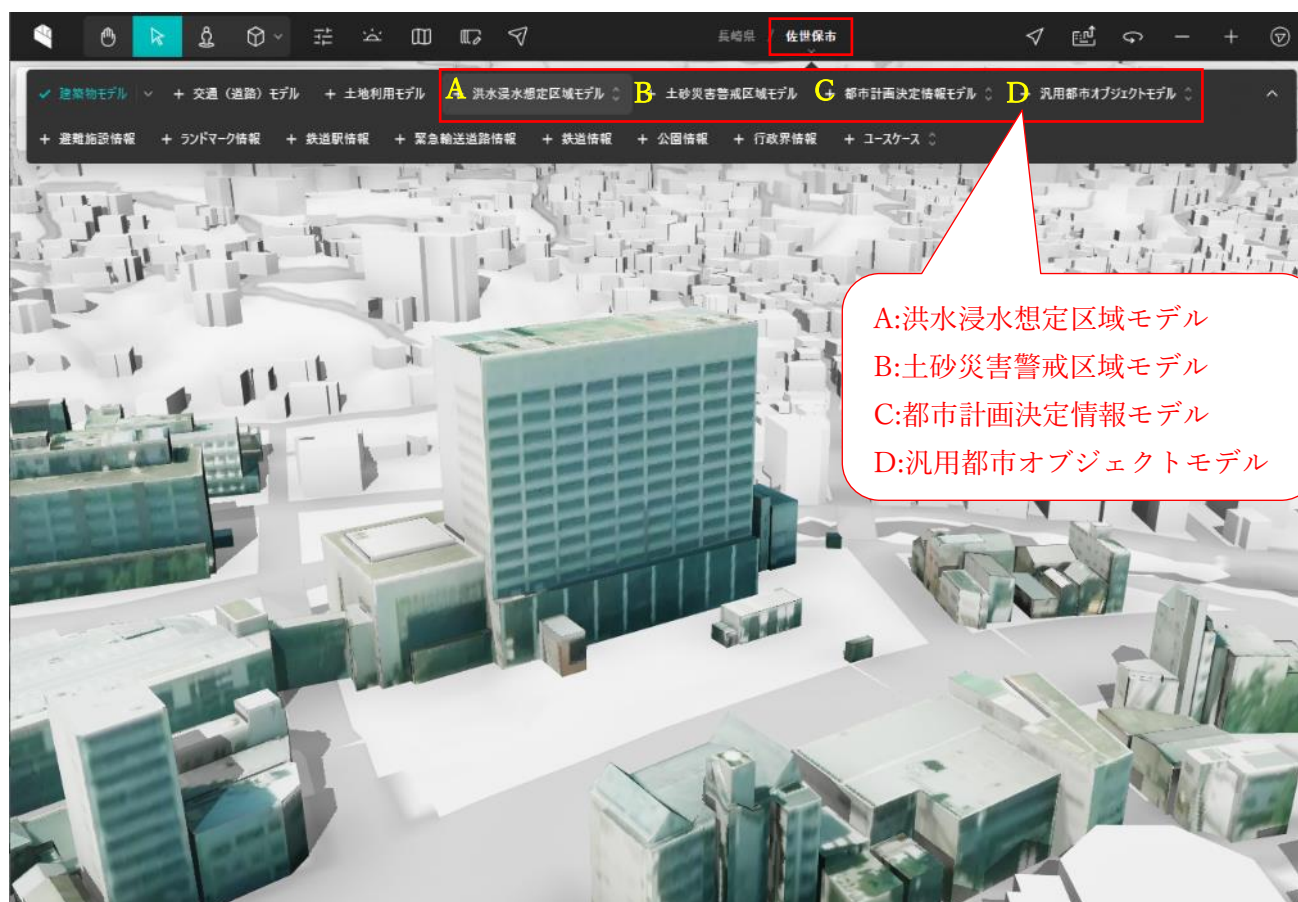 長崎県 / 佐世保市
建築物モデル + 交通（道路）モデル + 土地利用モデル A + 洪水浸水想定区域モデル B + 土砂災害警戒区域モデル C + 都市計画決定情報モデル D + 汎用都市オブジェクトモデル
+ 避難施設情報 + ランドマーク情報 + 鉄道駅情報 + 緊急輸送道路情報 + 鉄道情報 + 公園情報 + 行政界情報 + ユースケース
A:洪水浸水想定区域モデル
B:土砂災害警戒区域モデル
C:都市計画決定情報モデル
D:汎用都市オブジェクトモデル